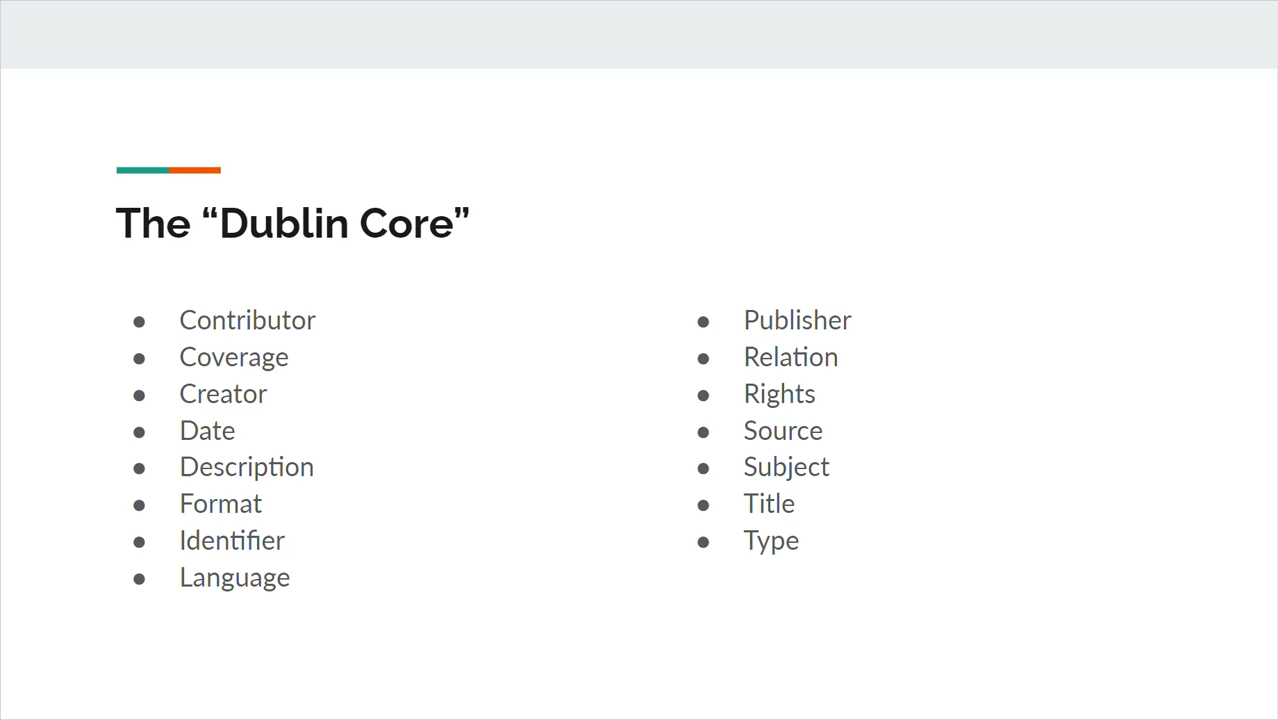 The “Dublin Core”
● Contributor
● Coverage
● Creator
● Date
● Description
● Format
● Identifier
● Language
● Publisher
● Relation
● Rights
● Source
● Subject
● Title
● Type